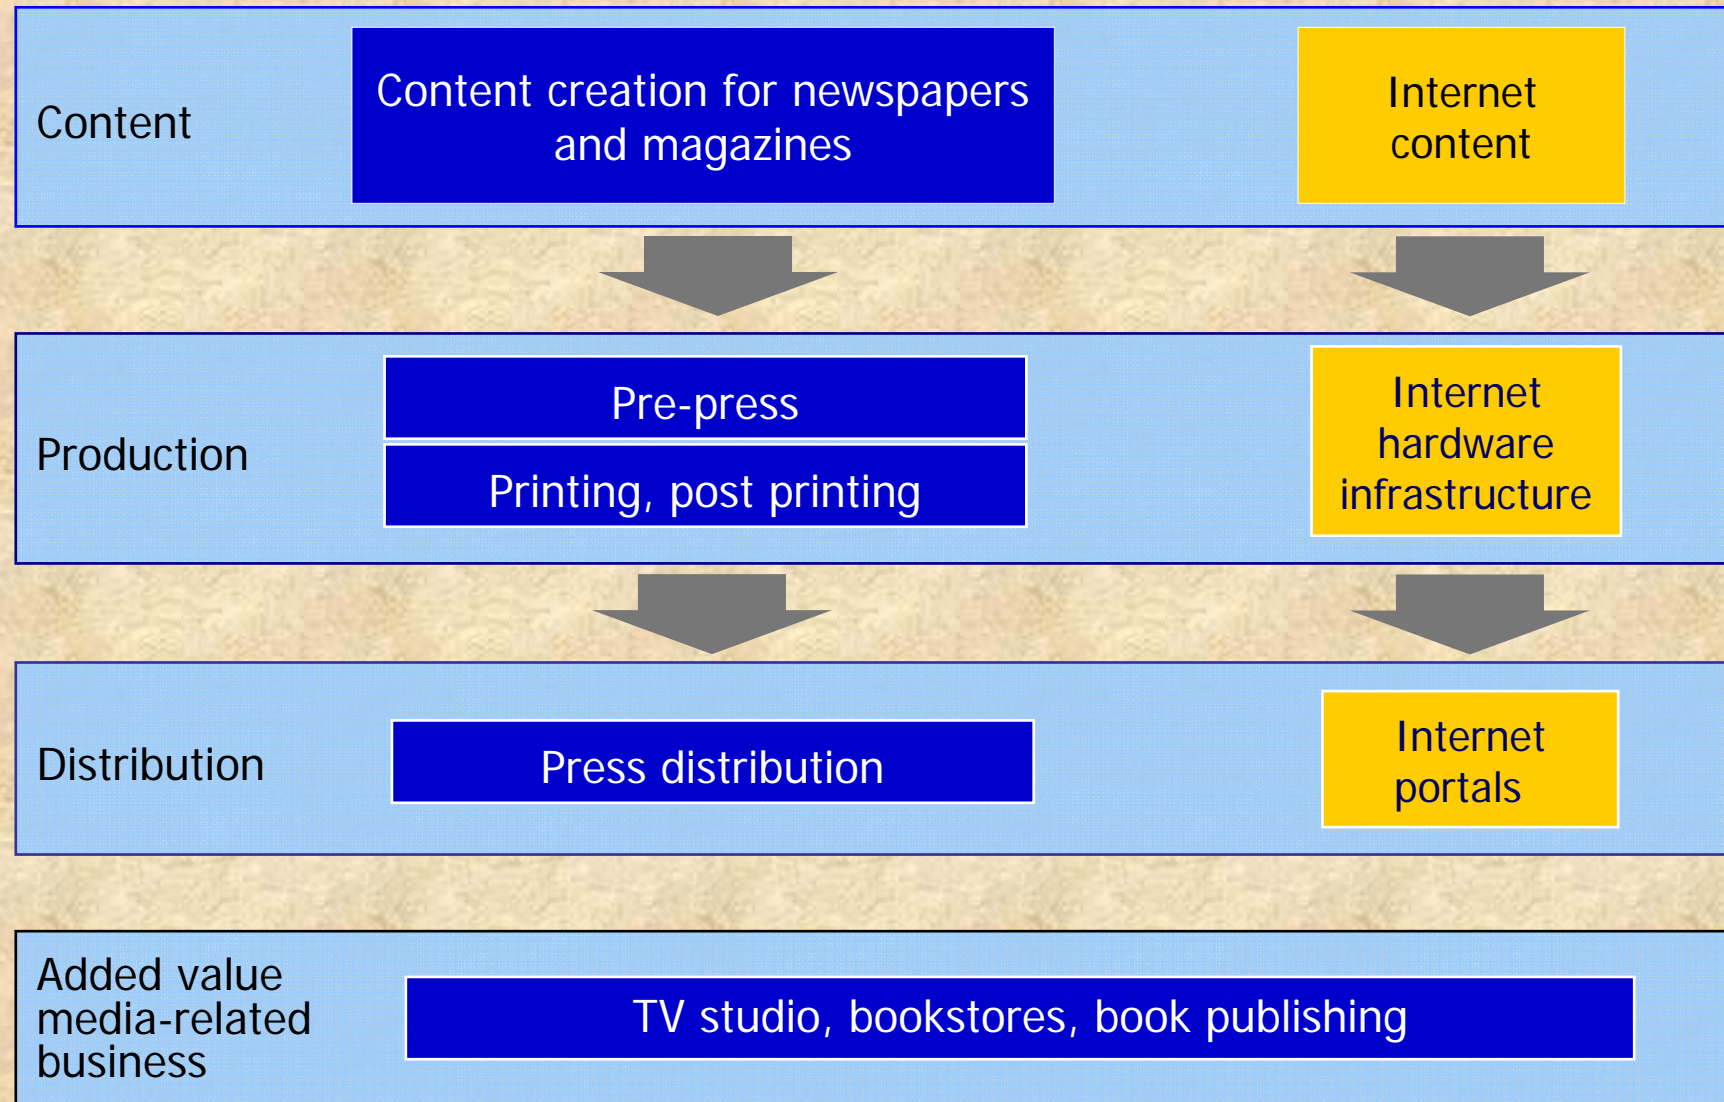 Content
Content creation for newspapers
and magazines
Internet
content
Production
Pre-press
Printing, post printing
Internet
hardware
infrastructure
Distribution
Press distribution
Internet
portals
Added value
media-related
business
TV studio, bookstores, book publishing